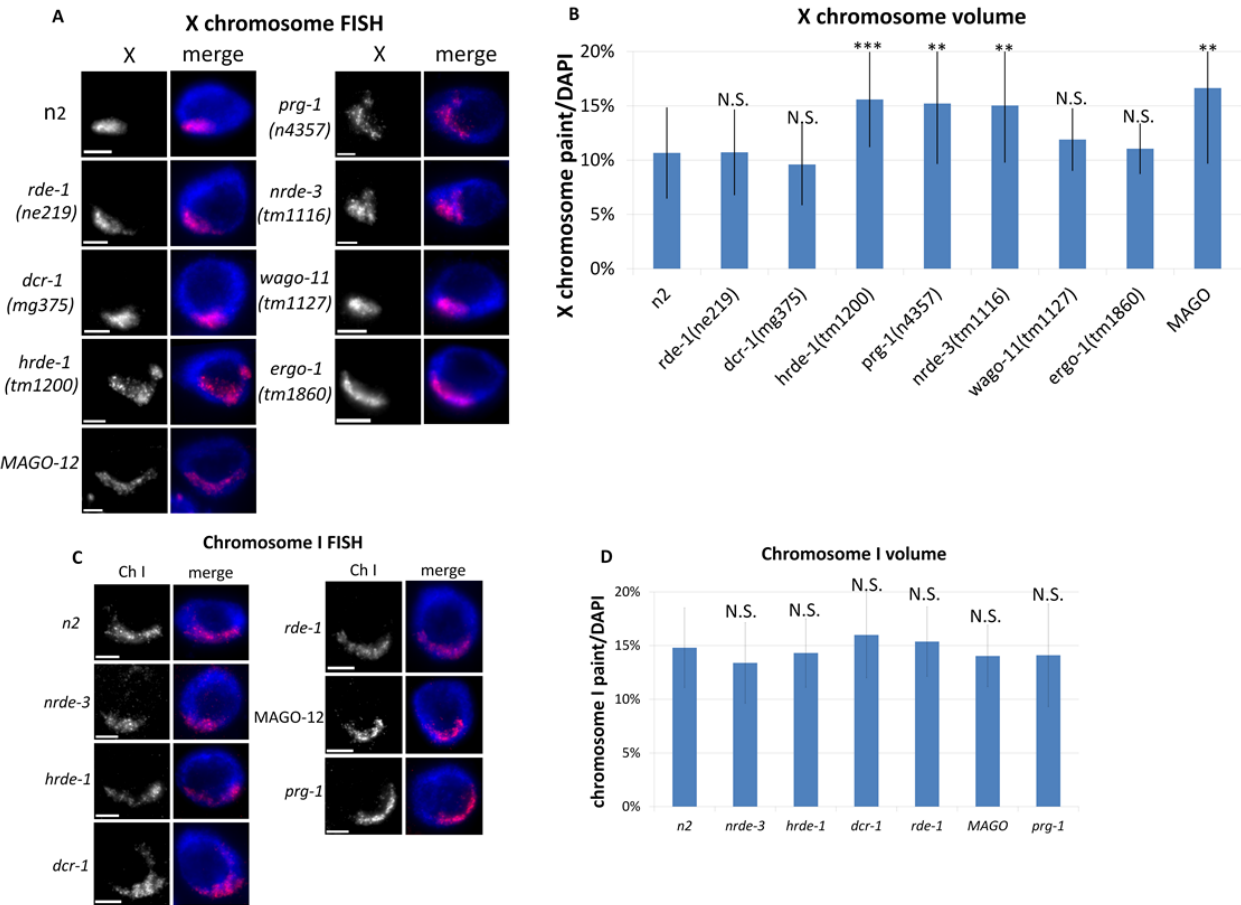 A
X chromosome FISH
X merge
X merge
n2
prg-1
(n4357)
rde-1
(ne219)
nrde-3
(tm1116)
dcr-1
(mg375)
wago-11
(tm1127)
hrde-1
(tm1200)
ergo-1
(tm1860)
MAGO-12
B
X chromosome volume
X chromosome paint/DAPI
20%
15%
10%
5%
0%
N.S. N.S. *** ** ** N.S. N.S. **
n2 rde-1(ne219) dcr-1(mg375) hrde-1(tm1200) prg-1(n4357) nrde-3(tm1116) wago-11(tm1127) ergo-1(tm1860) MAGO
C
Chromosome I FISH
Ch I merge
Ch I merge
n2
rde-1
nrde-3
MAGO-12
hrde-1
prg-1
dcr-1
D
Chromosome I volume
chromosome I paint/DAPI
20%
15%
10%
5%
0%
N.S. N.S. N.S. N.S. N.S. N.S.
n2 nrde-3 hrde-1 dcr-1 rde-1 MAGO prg-1